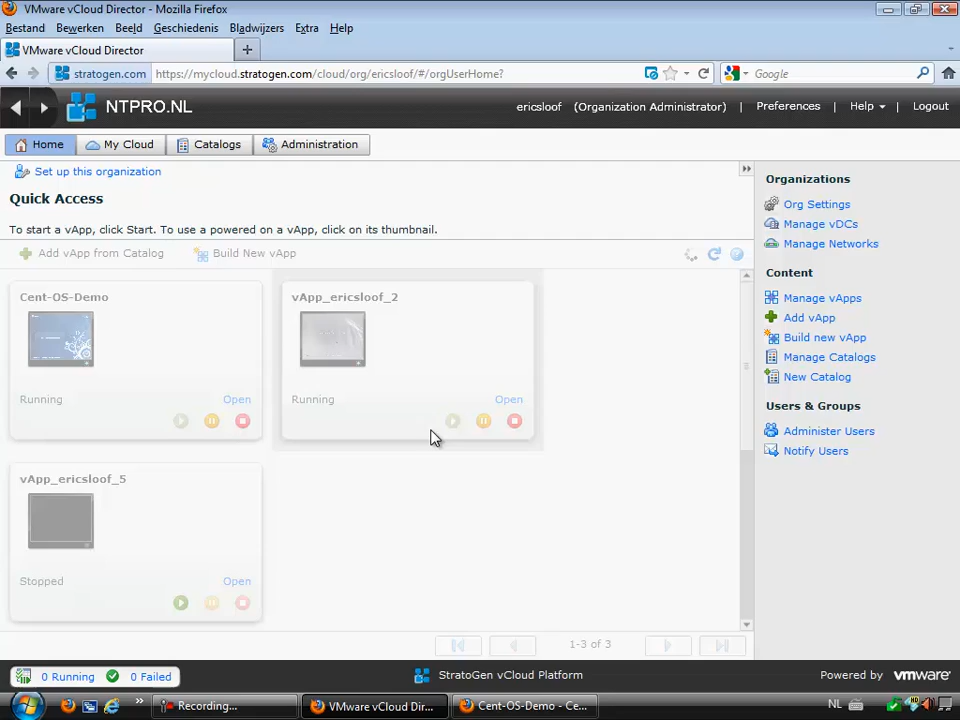 VMware vCloud Director - Mozilla Firefox
Bestand Bewerken Beeld Geschiedenis Bladwijzers Extra Help
VMware vCloud Director
stratogen.com https://mycloud.stratogen.com/cloud/org/ericsloof/#/orgUserHome? Google
NTPRO.NL ericsloof (Organization Administrator) | Preferences | Help | Logout
Home My Cloud Catalogs Administration
Set up this organization
Quick Access
To start a vApp, click Start. To use a powered on a vApp, click on its thumbnail.
Add vApp from Catalog Build New vApp
Cent-OS-Demo
Running Open
vApp_ericsloof_2
Running Open
vApp_ericsloof_5
Stopped Open
1-3 of 3
Organizations
Org Settings
Manage vDCs
Manage Networks
Content
Manage vApps
Add vApp
Build new vApp
Manage Catalogs
New Catalog
Users & Groups
Administer Users
Notify Users
0 Running 0 Failed StratoGen vCloud Platform Powered by vmware
Recording... VMware vCloud Dir... Cent-OS-Demo - Ce... NL